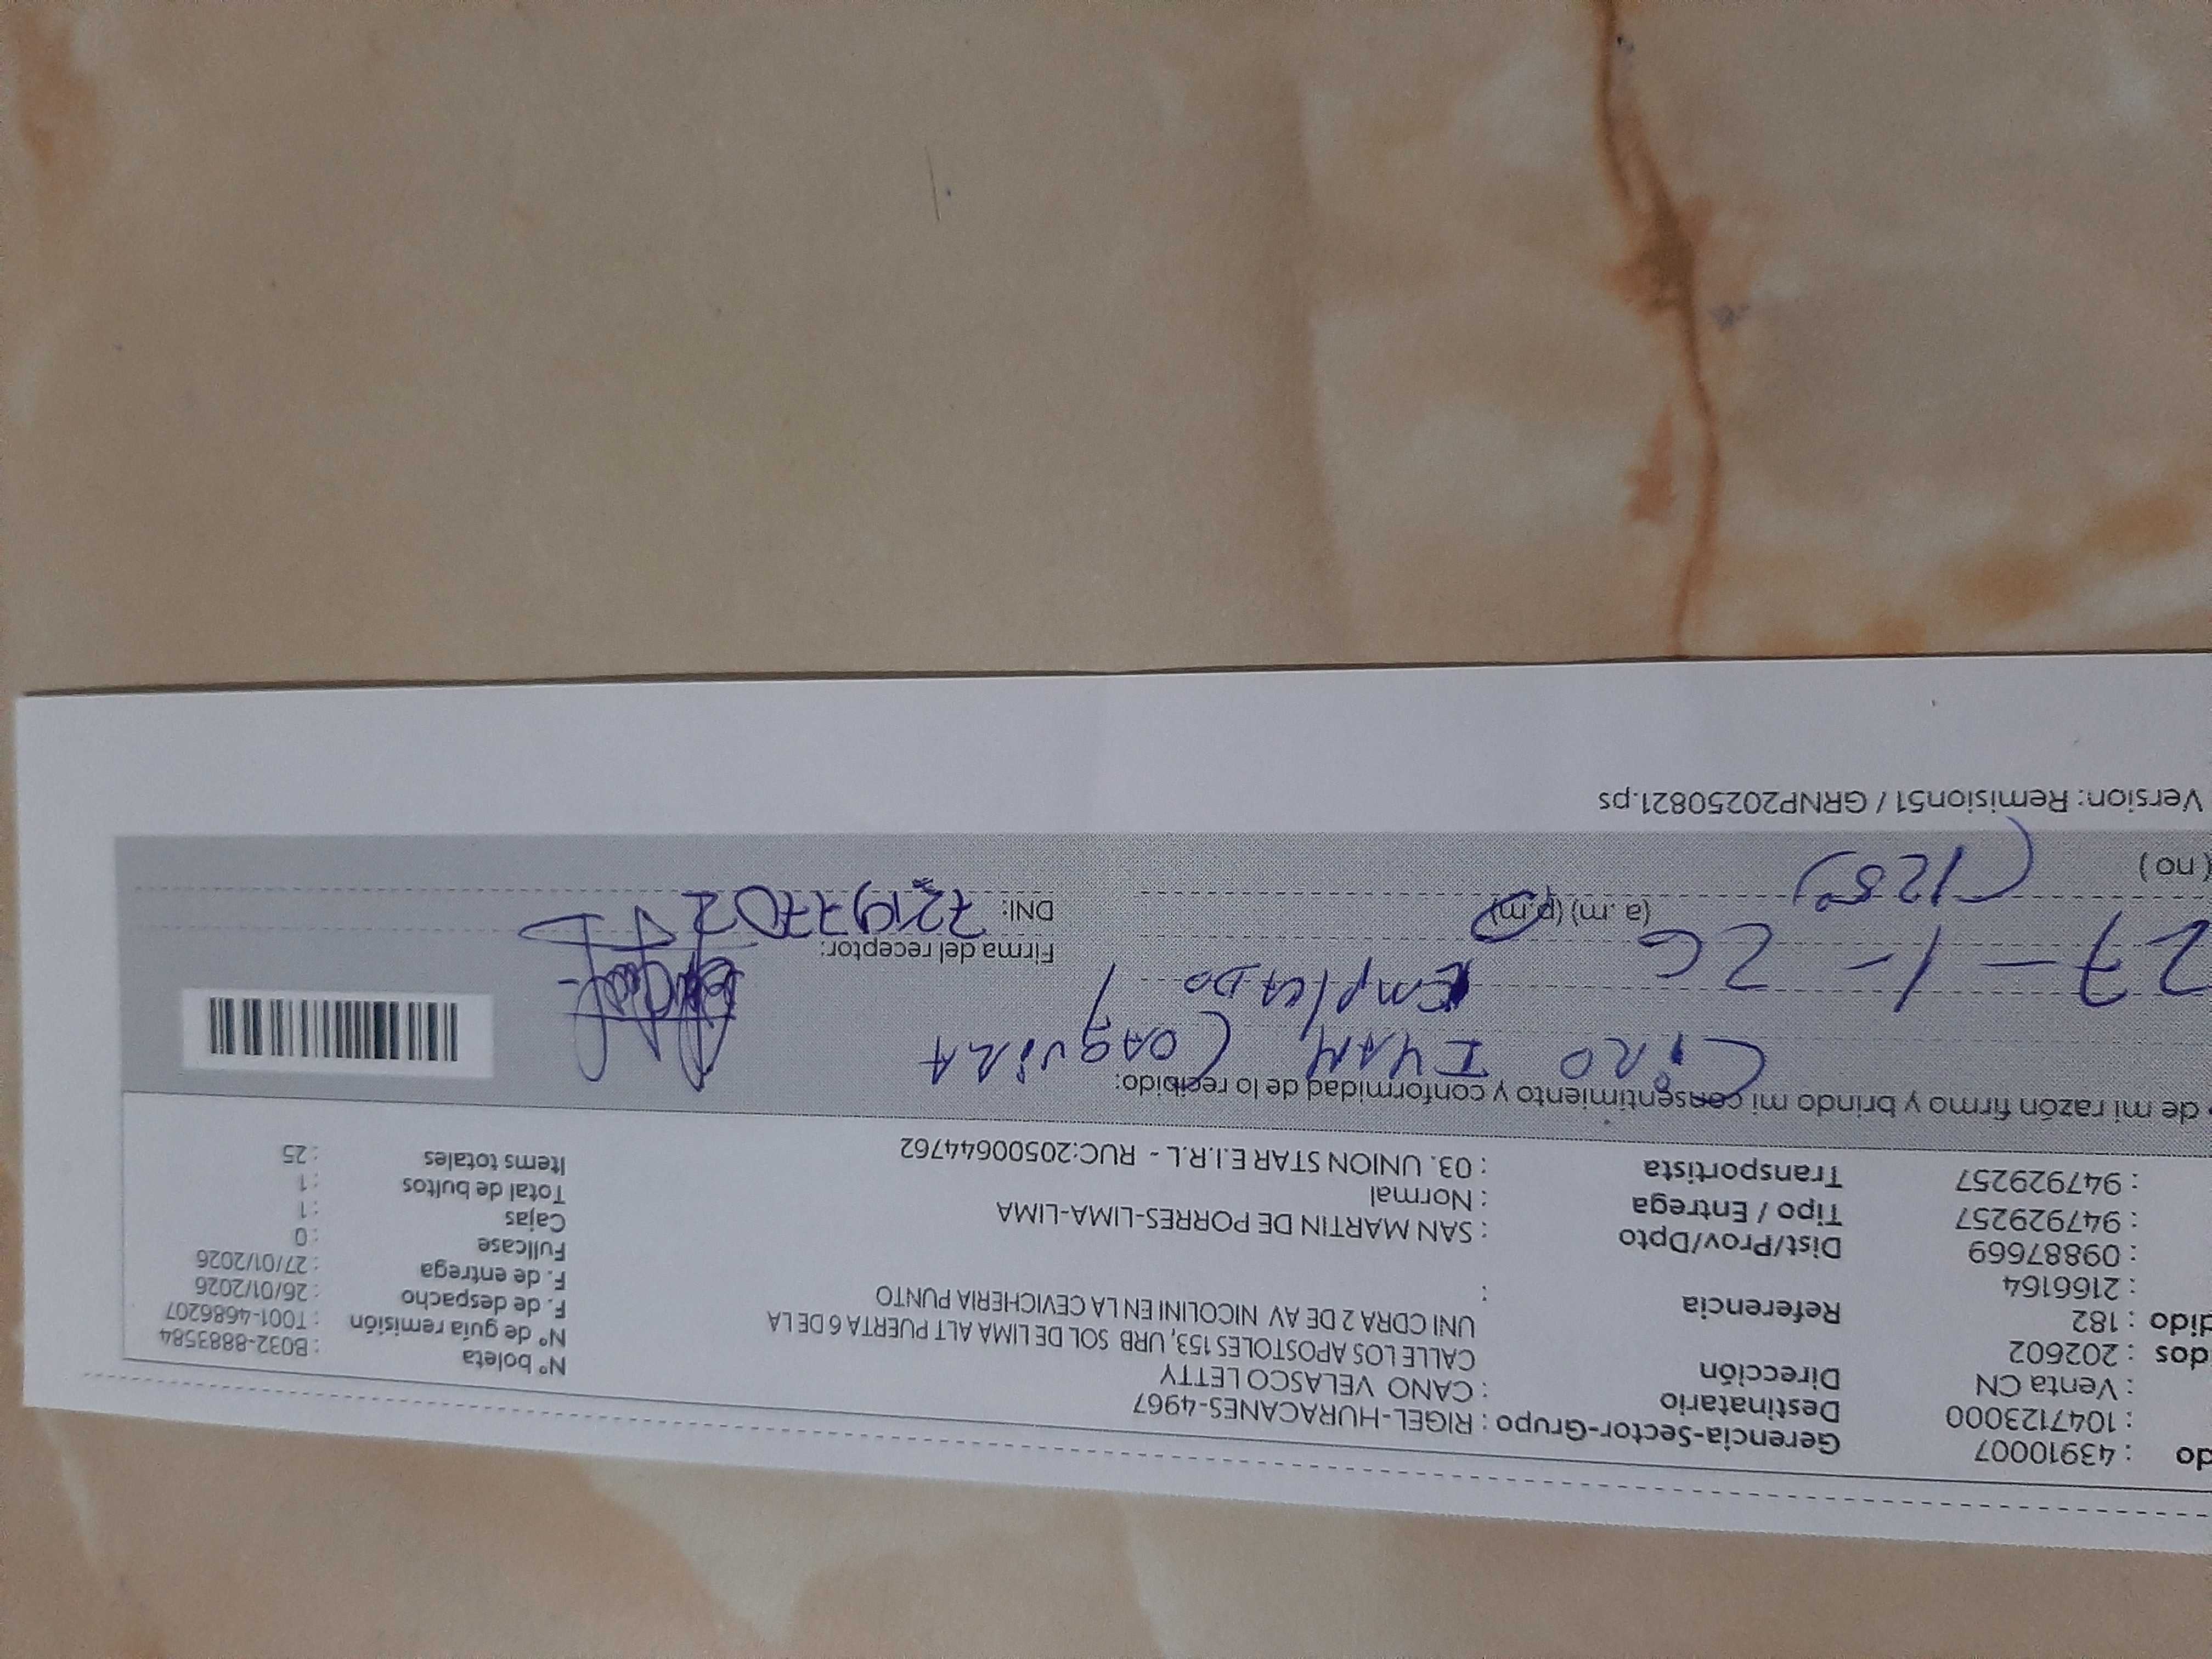 do : 43910007 Gerencia-Sector-Grupo : RIGEL-HURACANES-4967
: 1047123000 Destinatario : CANO VELASCO LETTY
: Venta CN Dirección CALLE LOS APOSTOLES 153, URB SOL DE LIMA ALT PUERTA 6 DE LA
dos : 202602 UNI CDRA 2 DE AV NICOLINI EN LA CEVICHERIA PUNTO
dido : 182 Referencia :
: 2166164
: 09887669 Dist/Prov/Dpto : SAN MARTIN DE PORRES-LIMA-LIMA
: 947929257 Tipo / Entrega : Normal
: 947929257 Transportista : 03. UNION STAR E.I.R.L - RUC:20500644762
Nº boleta : B032-8883584
Nº de guía remisión : T001-4686207
F. de despacho : 26/01/2026
F. de entrega : 27/01/2026
Fullcase : 0
Cajas : 1
Total de bultos : 1
Items totales : 25
de mi razón firmo y brindo mi consentimiento y conformidad de lo recibido:
CIRO IVAN COAQUIRA
EMPLEADO
27-1-26 (a.m) (p.m)
Firma del receptor:
DNI: 72197702
( no ) (125
Version: Remision51 / GRNP20250821.ps